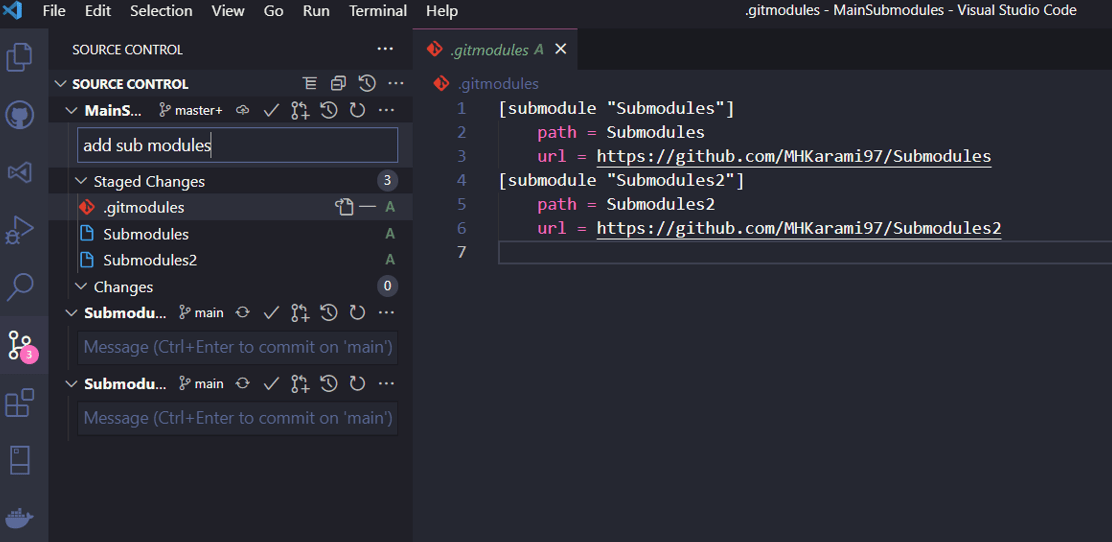 File Edit Selection View Go Run Terminal Help
.gitmodules - MainSubmodules - Visual Studio Code
SOURCE CONTROL
SOURCE CONTROL
MainS... master+
add sub modules
Staged Changes 3
.gitmodules A
Submodules A
Submodules2 A
Changes 0
Submodu... main
Message (Ctrl+Enter to commit on 'main')
Submodu... main
Message (Ctrl+Enter to commit on 'main')
3
.gitmodules A
.gitmodules
1 [submodule "Submodules"]
2 path = Submodules
3 url = https://github.com/MHKarami97/Submodules
4 [submodule "Submodules2"]
5 path = Submodules2
6 url = https://github.com/MHKarami97/Submodules2
7